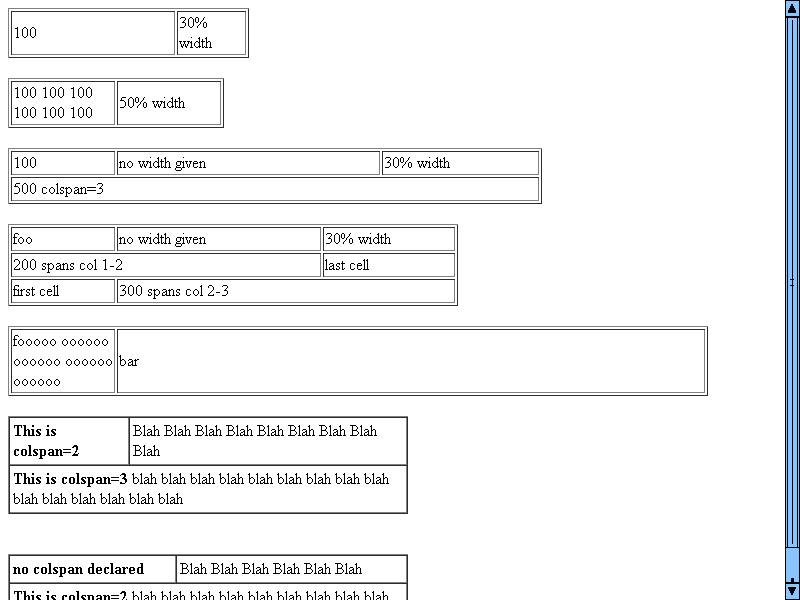 100
30%
width
100 100 100
100 100 100
50% width
100
no width given
30% width
500 colspan=3
foo
no width given
30% width
200 spans col 1-2
last cell
first cell
300 spans col 2-3
fooooo oooooo
oooooo oooooo
oooooo
bar
This is
colspan=2
Blah Blah Blah Blah Blah Blah Blah Blah
Blah
This is colspan=3 blah blah blah blah blah blah blah blah blah
blah blah blah blah blah blah
no colspan declared
Blah Blah Blah Blah Blah Blah
This is colspan=2 blah blah blah blah blah blah blah blah blah